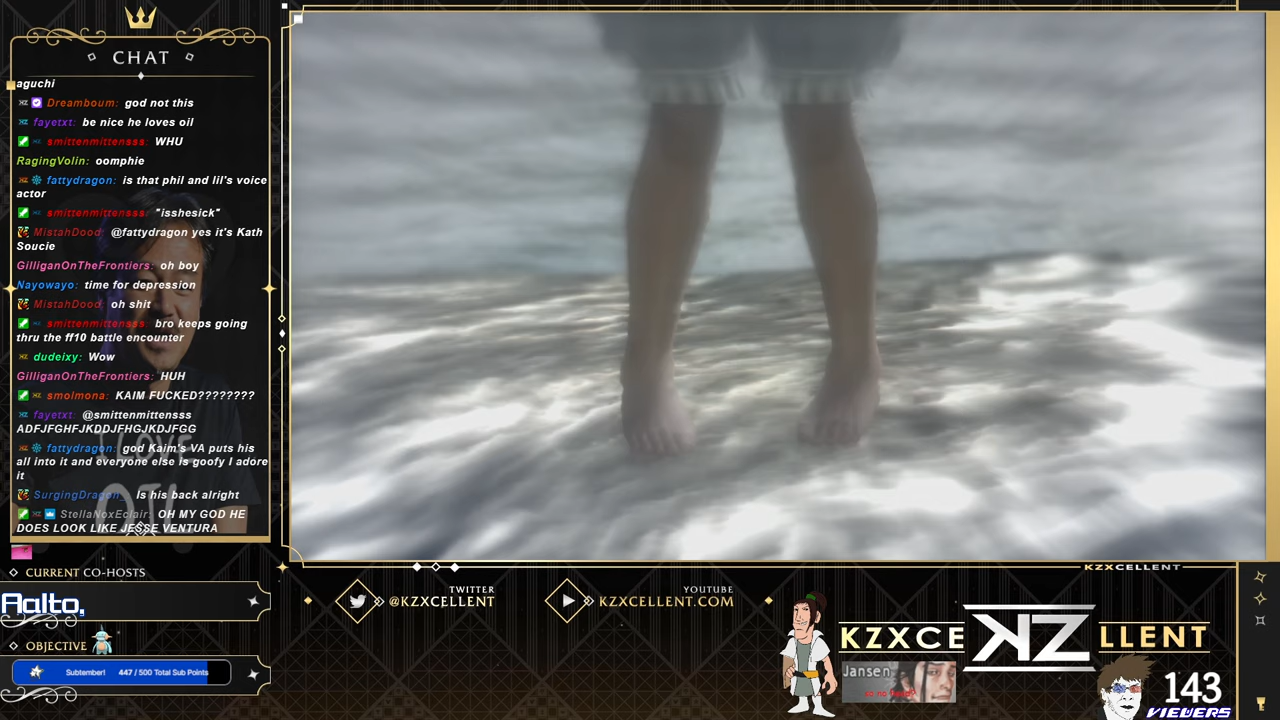 CHAT
aguchi
Dreamboum: god not this
fayetxt: be nice he loves oil
smittenmittensss: WHU
RagingVolin: oomphie
fattydragon: is that phil and lil's voice
actor
smittenmittensss: "isshesick"
MistahDood: @fattydragon yes it's Kath
Soucie
GilliganOnTheFrontiers: oh boy
Nayowayo: time for depression
MistahDood: oh shit
smittenmittensss: bro keeps going
thru the ff10 battle encounter
dudeixy: Wow
GilliganOnTheFrontiers: HUH
smolmona: KAIM FUCKED????????
fayetxt: @smittenmittensss
ADFJFGHFJKDDJFHGJKDJFGG
fattydragon: god Kaim's VA puts his
all into it and everyone else is goofy I adore
it
SurgingDragon: Is his back alright
StellaNoxEclair: OH MY GOD HE
DOES LOOK LIKE JESSE VENTURA
I LOVE
OIL
CURRENT CO-HOSTS
Aalto,
OBJECTIVE
Subtember! 447 / 500 Total Sub Points
TWITTER
@KZXCELLENT
YOUTUBE
KZXCELLENT.COM
KZXCELLENT
KZXCE KZ LLENT
Jansen
143
VIEWERS